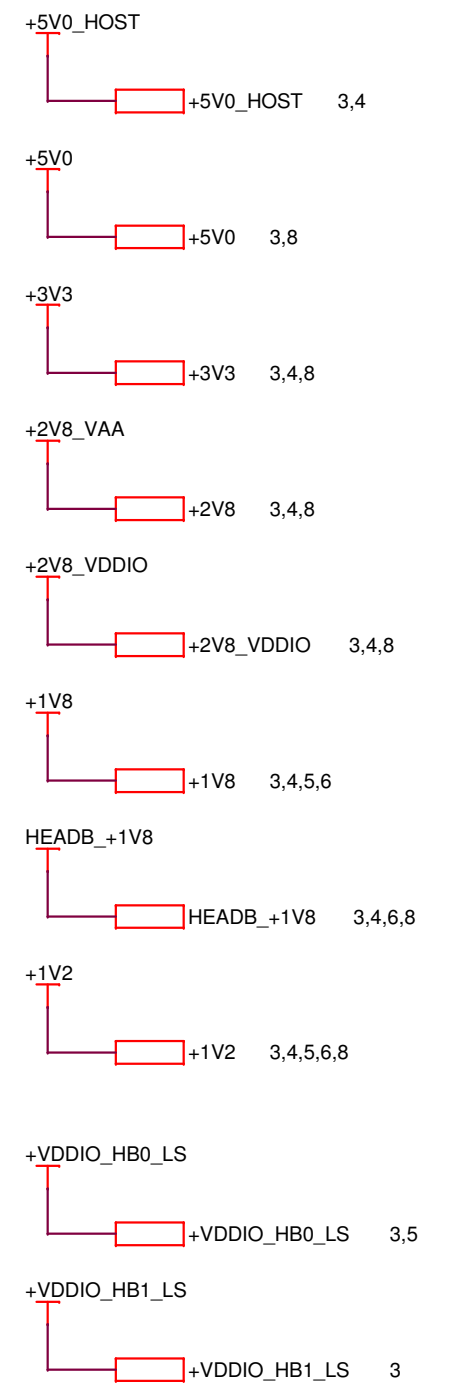 +5V0_HOST
+5V0_HOST 3,4
+5V0
+5V0 3,8
+3V3
+3V3 3,4,8
+2V8_VAA
+2V8 3,4,8
+2V8_VDDIO
+2V8_VDDIO 3,4,8
+1V8
+1V8 3,4,5,6
HEADB_+1V8
HEADB_+1V8 3,4,6,8
+1V2
+1V2 3,4,5,6,8
+VDDIO_HB0_LS
+VDDIO_HB0_LS 3,5
+VDDIO_HB1_LS
+VDDIO_HB1_LS 3